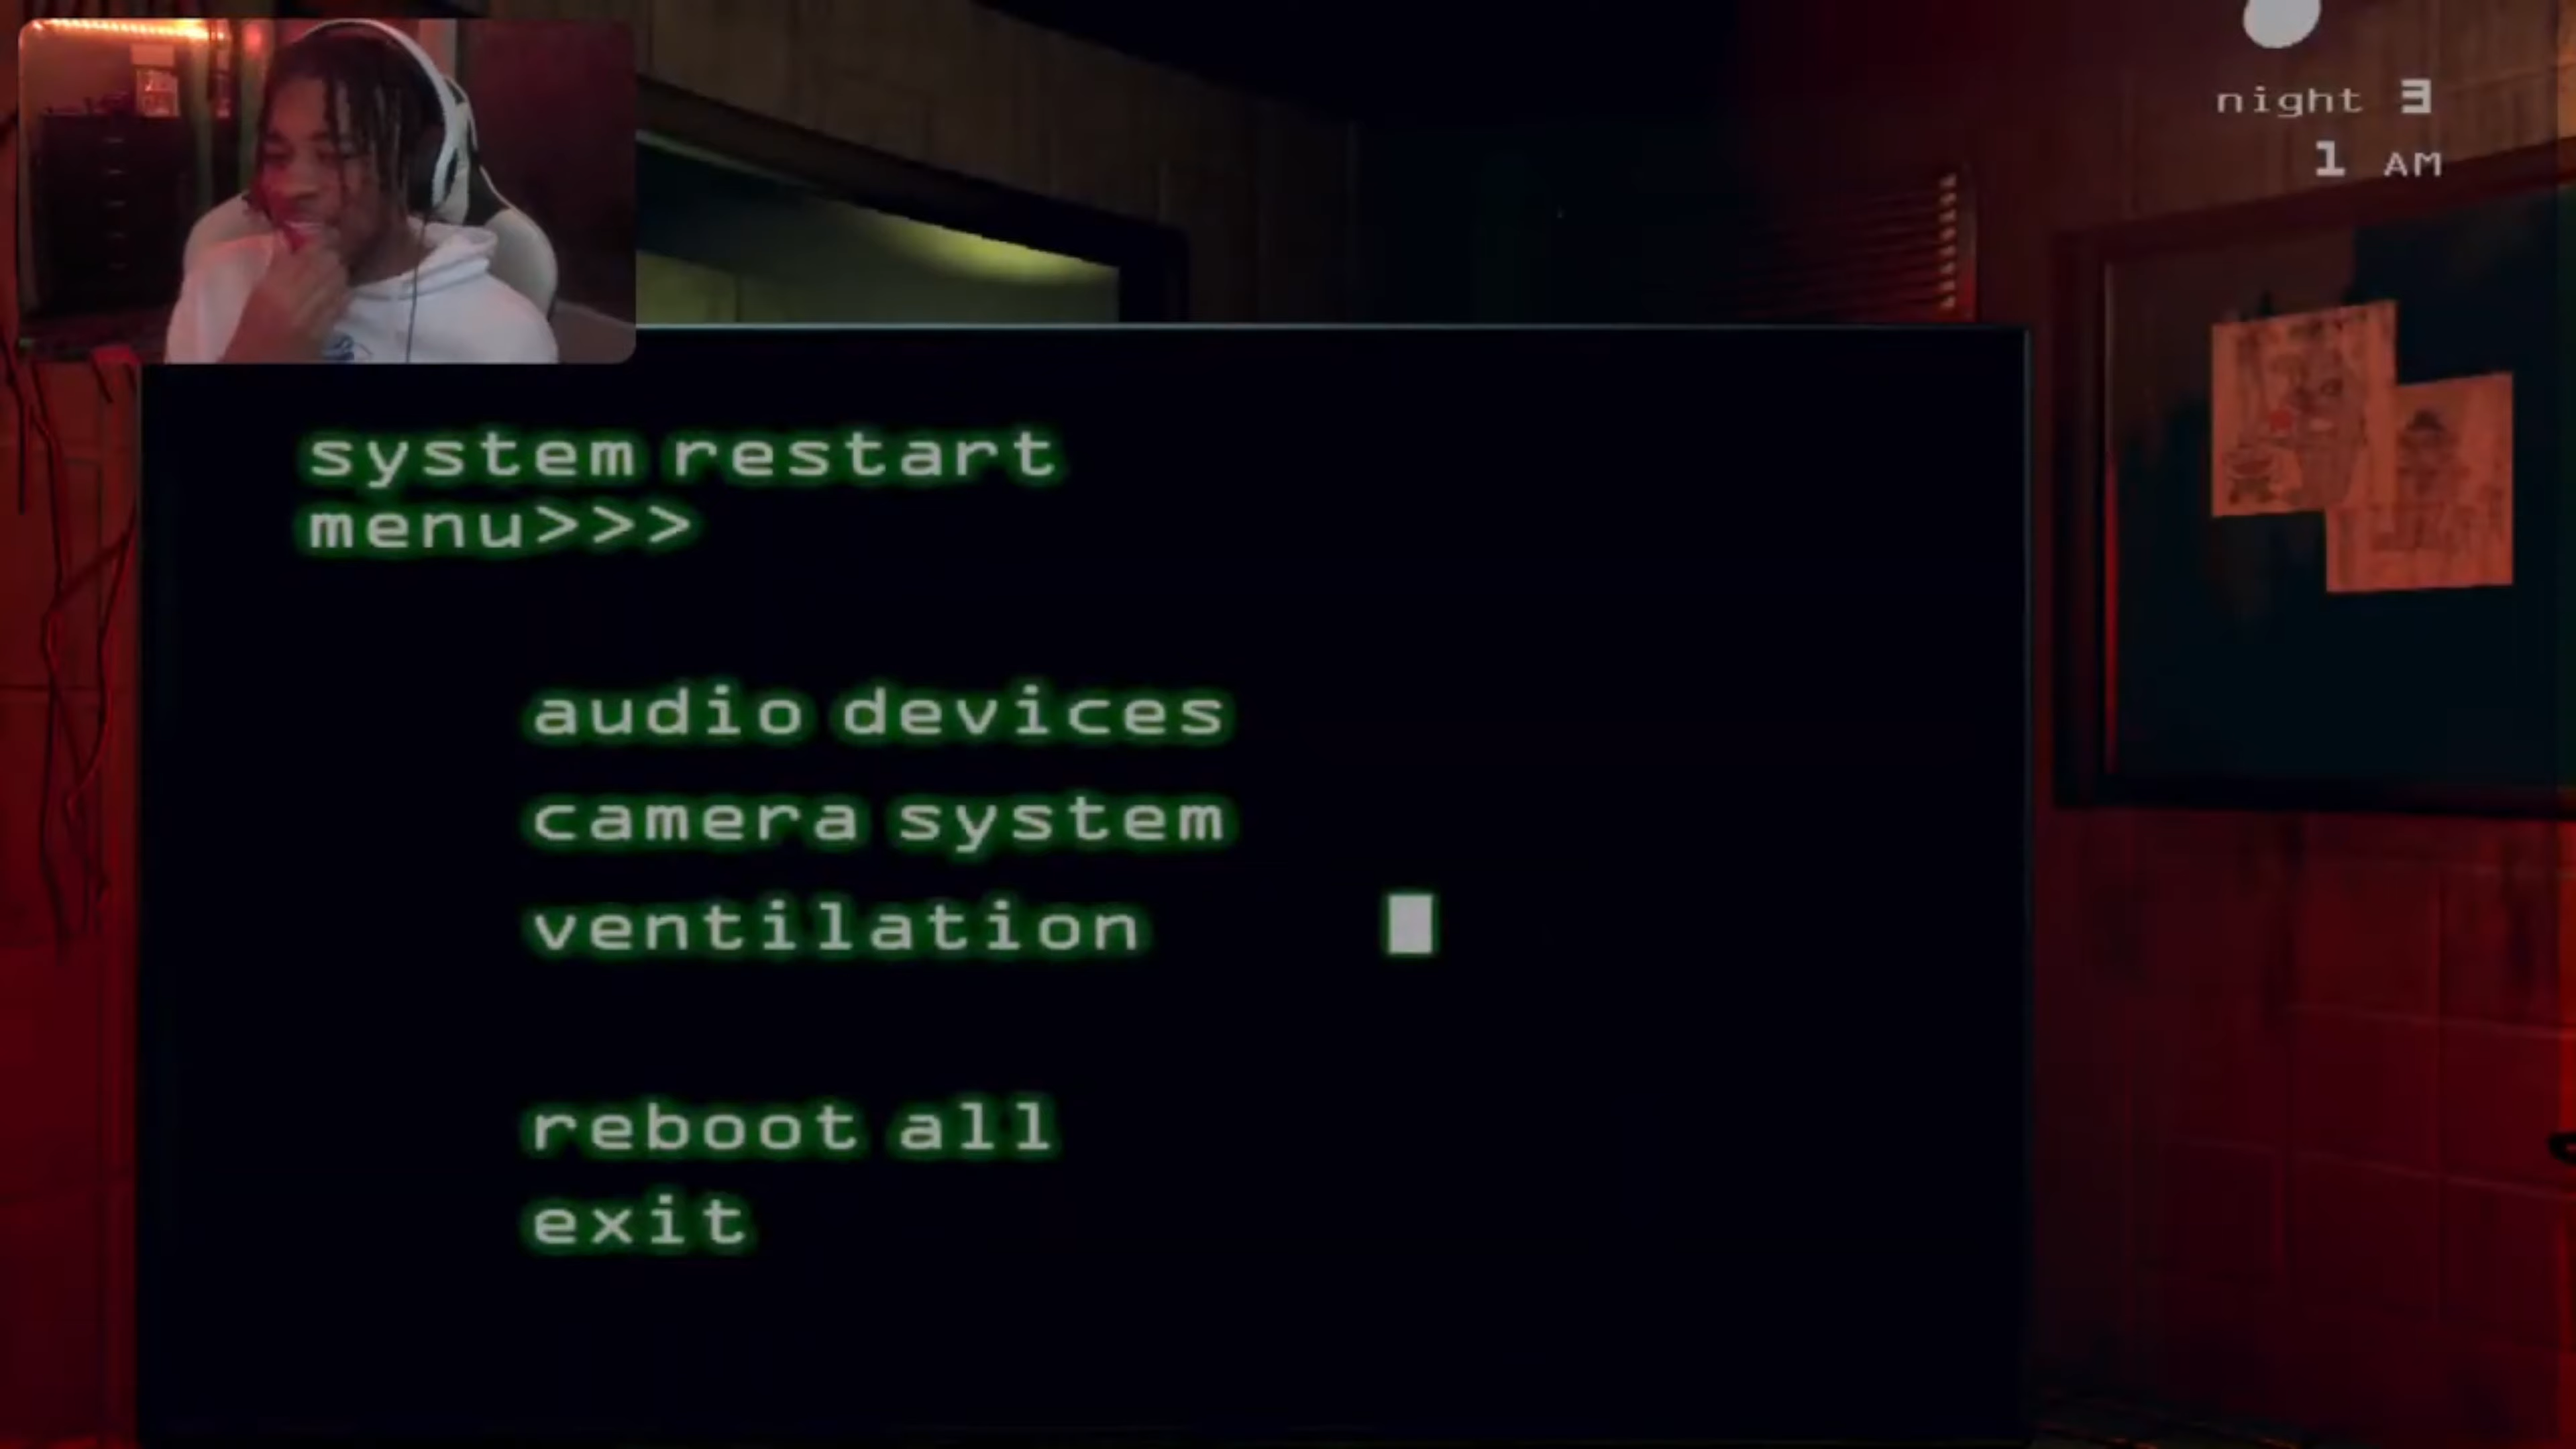 night 3
1 AM
system restart
menu>>>
audio devices
camera system
ventilation
reboot all
exit